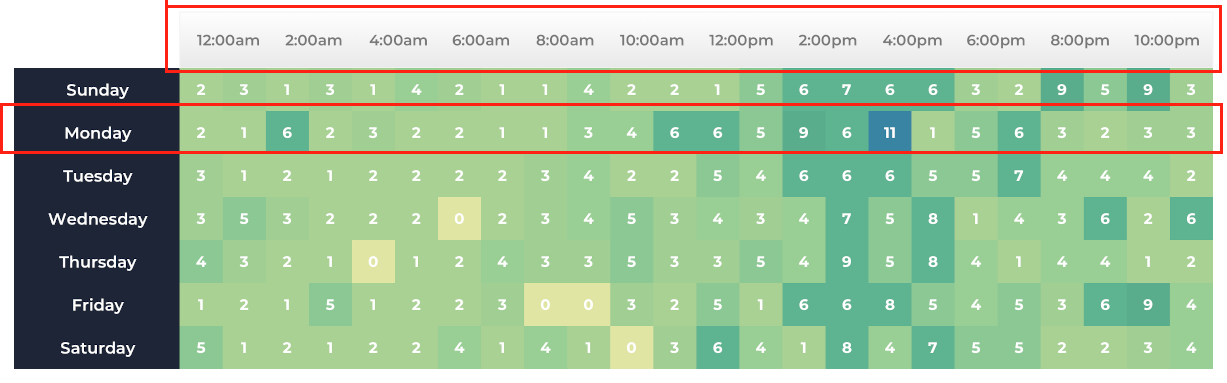 12:00am 2:00am 4:00am 6:00am 8:00am 10:00am 12:00pm 2:00pm 4:00pm 6:00pm 8:00pm 10:00pm
Sunday 2 3 1 3 1 4 2 1 1 4 2 2 1 5 6 7 6 6 3 2 9 5 9 3
Monday 2 1 6 2 3 2 2 1 1 3 4 6 6 5 9 6 11 1 5 6 3 2 3 3
Tuesday 3 1 2 1 2 2 2 2 3 4 2 2 5 4 6 6 6 5 5 7 4 4 4 2
Wednesday 3 5 3 2 2 2 0 2 3 4 5 3 4 3 4 7 5 8 1 4 3 6 2 6
Thursday 4 3 2 1 0 1 2 4 3 3 5 3 3 5 4 9 5 8 4 1 4 4 1 2
Friday 1 2 1 5 1 2 2 3 0 0 3 2 5 1 6 6 8 5 4 5 3 6 9 4
Saturday 5 1 2 1 2 2 4 1 4 1 0 3 6 4 1 8 4 7 5 5 2 2 3 4